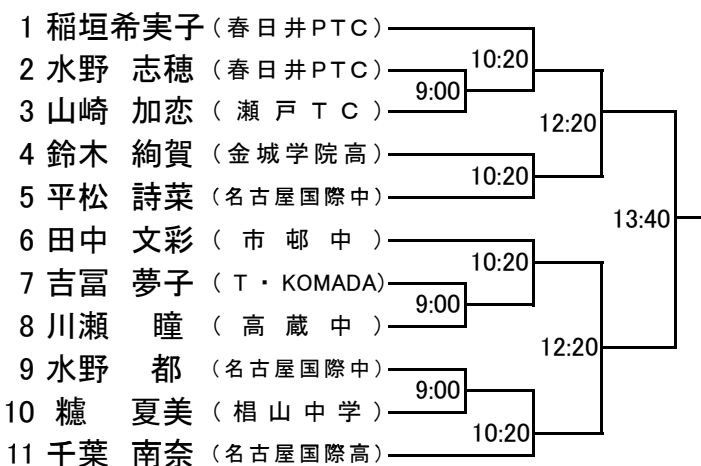 1 稲垣希実子 (春日井PTC)
10:20
2 水野 志穂 (春日井PTC)
9:00
3 山崎 加恋 (瀬戸TC)
12:20
4 鈴木 絢賀 (金城学院高)
10:20
5 平松 詩菜 (名古屋国際中)
13:40
6 田中 文彩 (市邨中)
10:20
7 吉冨 夢子 (T・KOMADA)
9:00
8 川瀬 瞳 (高蔵中)
12:20
9 水野 都 (名古屋国際中)
9:00
10 糎 夏美 (椙山中学)
10:20
11 千葉 南奈 (名古屋国際高)